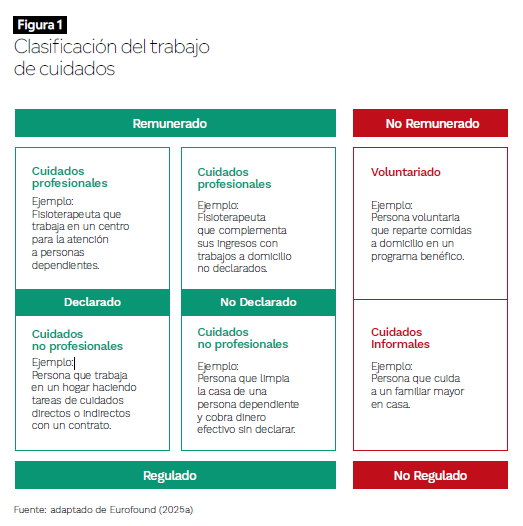 Figura 1
Clasificación del trabajo
de cuidados
Remunerado
No Remunerado
Cuidados
profesionales
Ejemplo:
Fisioterapeuta que
trabaja en un centro
para la atención
a personas
dependientes.
Cuidados
profesionales
Ejemplo:
Fisioterapeuta
que complementa
sus ingresos con
trabajos a domicilio
no declarados.
Voluntariado
Ejemplo:
Persona voluntaria
que reparte comidas
a domicilio en un
programa benéfico.
Declarado
No Declarado
Cuidados
no profesionales
Ejemplo:
Persona que trabaja
en un hogar haciendo
tareas de cuidados
directos o indirectos
con un contrato.
Cuidados
no profesionales
Ejemplo:
Persona que limpia
la casa de una
persona dependiente
y cobra dinero
efectivo sin declarar.
Cuidados
Informales
Ejemplo:
Persona que cuida
a un familiar mayor
en casa.
Regulado
No Regulado
Fuente: adaptado de Eurofound (2025a)